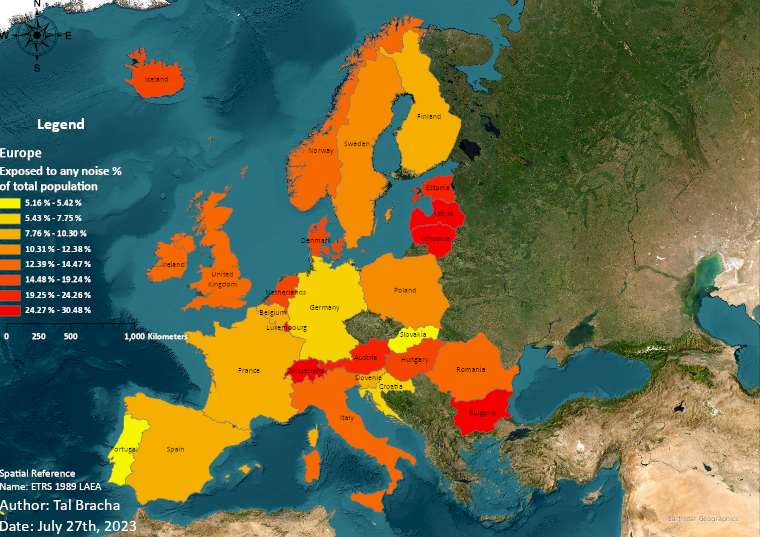 N
W
E
S
Legend
Europe
Exposed to any noise %
of total population
5.16 % - 5.42 %
5.43 % - 7.75 %
7.76 % - 10.30 %
10.31 % - 12.38 %
12.39 % - 14.47 %
14.48 % - 19.24 %
19.25 % - 24.26 %
24.27 % - 30.48 %
0 250 500 1,000 Kilometers
Iceland
Finland
Norway
Sweden
Estonia
Latvia
Lithuania
Denmark
Ireland
United
Kingdom
Netherlands
Poland
Belgium
Germany
Luxembourg
Slovakia
France
Austria
Hungary
Switzerland
Romania
Slovenia
Croatia
Italy
Bulgaria
Portugal
Spain
Spatial Reference
Name: ETRS 1989 LAEA
Author: Tal Bracha
Date: July 27th, 2023
Earthstar Geographics